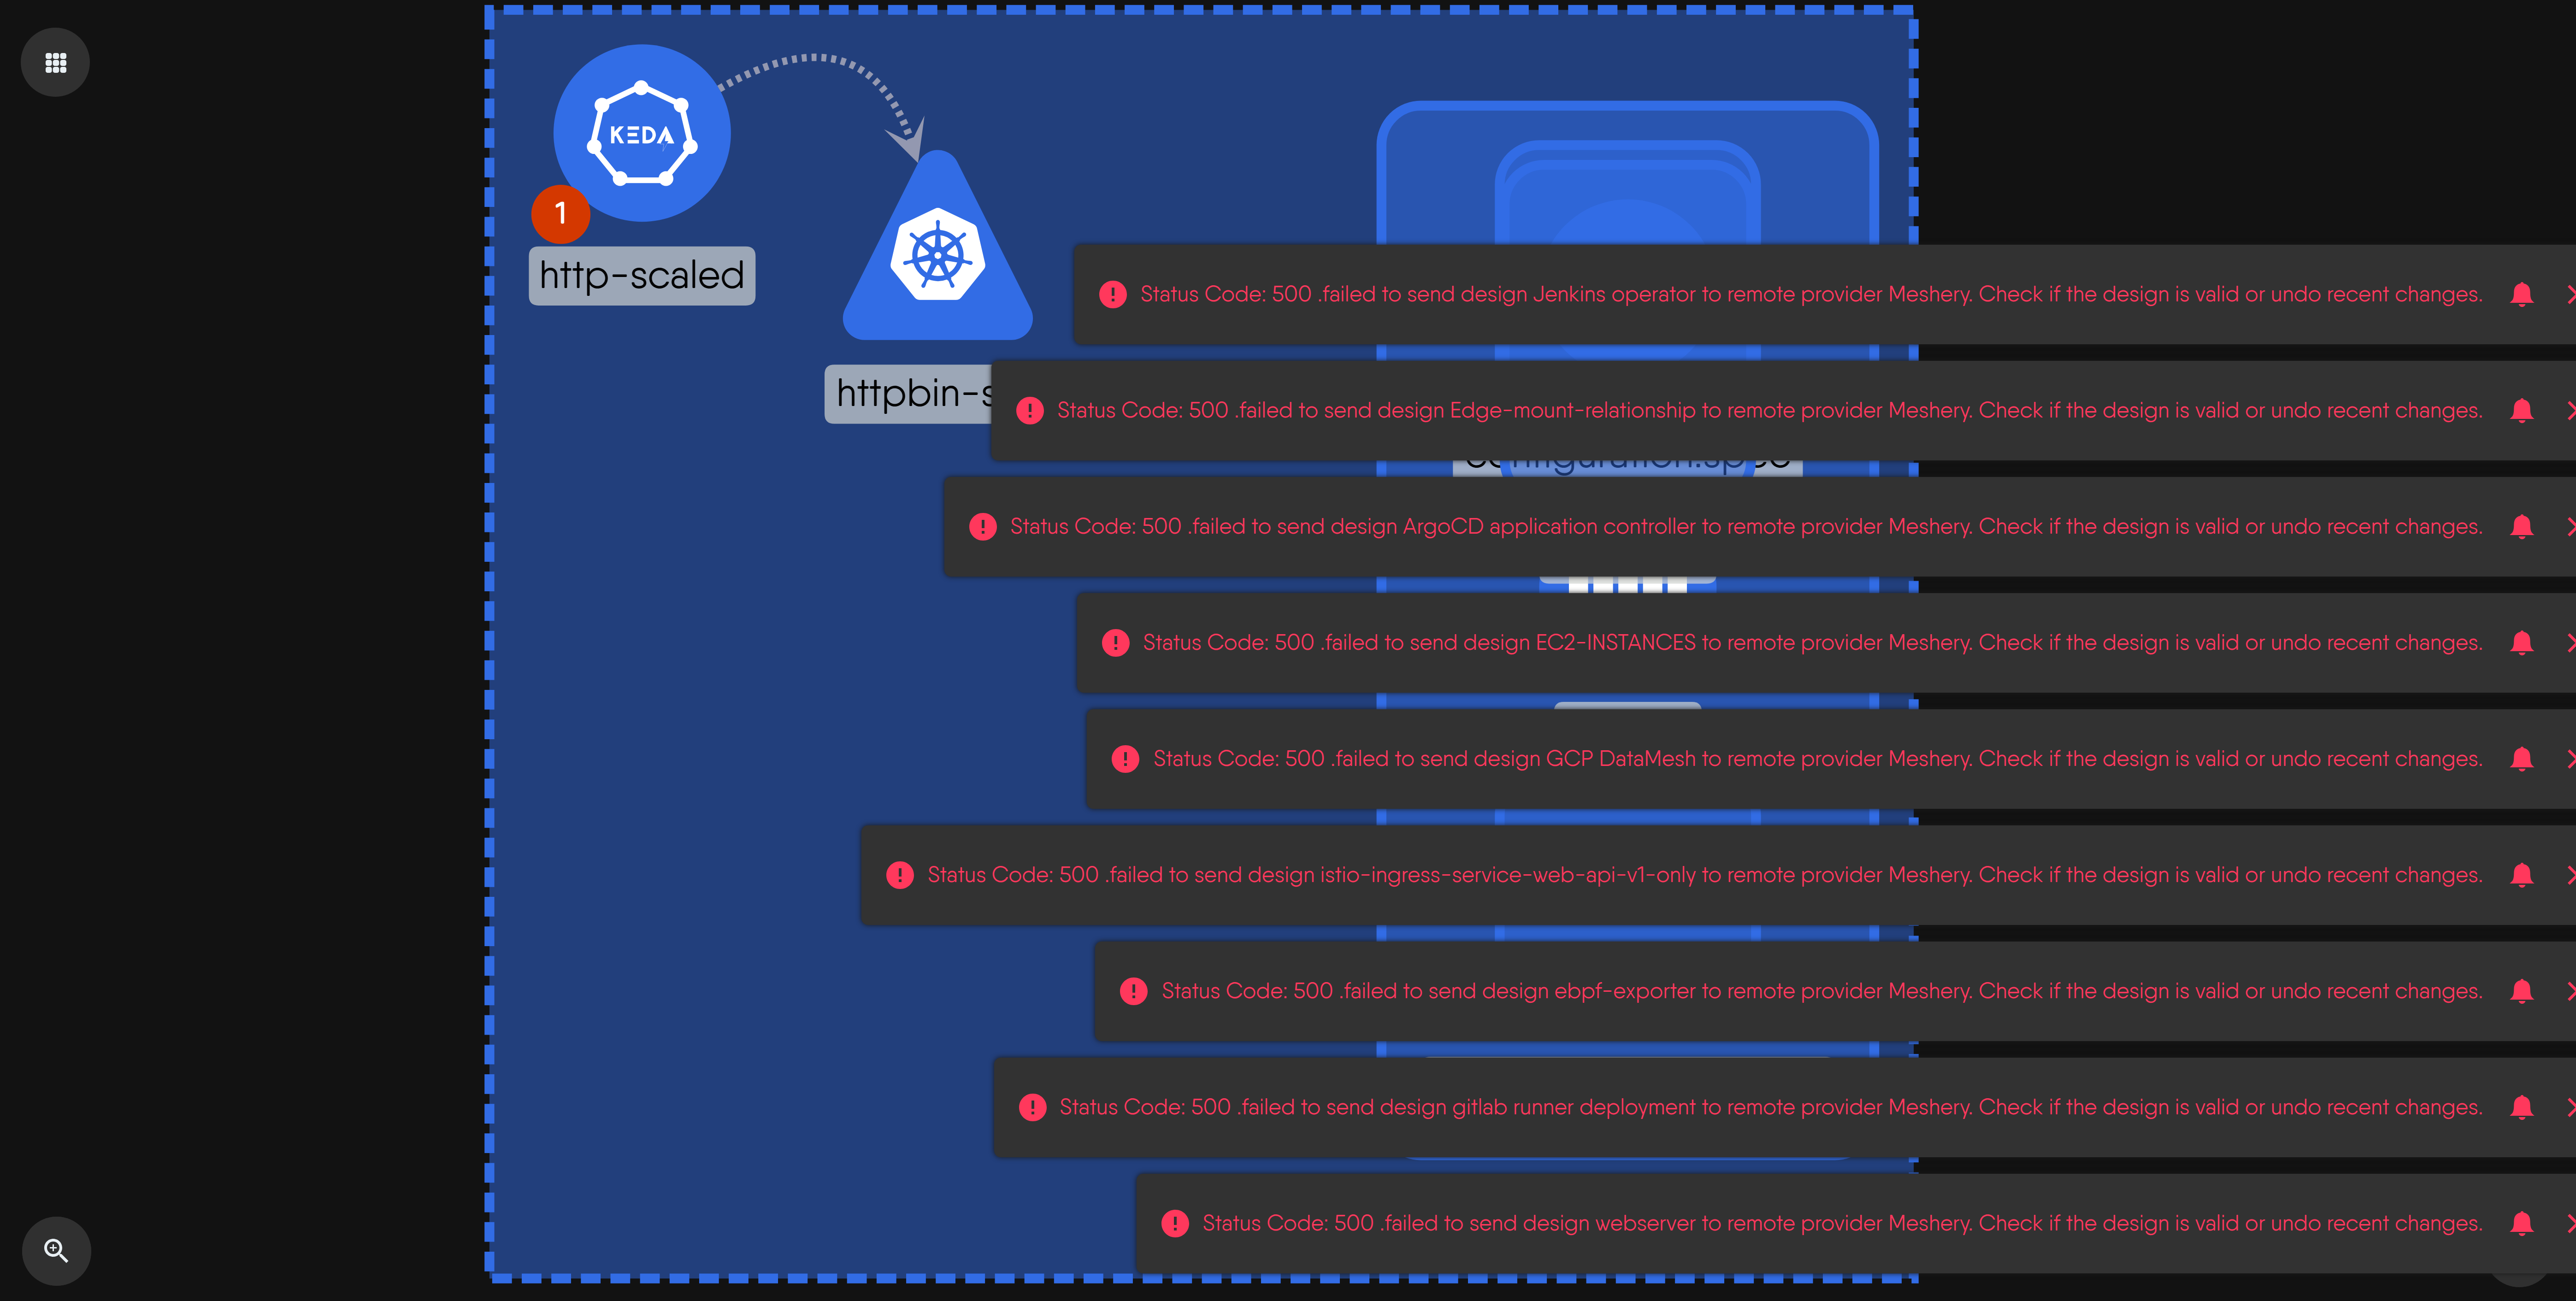 KEDA
1
http-scaled
httpbin-s
Status Code: 500 .failed to send design Jenkins operator to remote provider Meshery. Check if the design is valid or undo recent changes.
Status Code: 500 .failed to send design Edge-mount-relationship to remote provider Meshery. Check if the design is valid or undo recent changes.
configuration.spec
Status Code: 500 .failed to send design ArgoCD application controller to remote provider Meshery. Check if the design is valid or undo recent changes.
Status Code: 500 .failed to send design EC2-INSTANCES to remote provider Meshery. Check if the design is valid or undo recent changes.
Status Code: 500 .failed to send design GCP DataMesh to remote provider Meshery. Check if the design is valid or undo recent changes.
Status Code: 500 .failed to send design istio-ingress-service-web-api-v1-only to remote provider Meshery. Check if the design is valid or undo recent changes.
Status Code: 500 .failed to send design ebpf-exporter to remote provider Meshery. Check if the design is valid or undo recent changes.
Status Code: 500 .failed to send design gitlab runner deployment to remote provider Meshery. Check if the design is valid or undo recent changes.
Status Code: 500 .failed to send design webserver to remote provider Meshery. Check if the design is valid or undo recent changes.